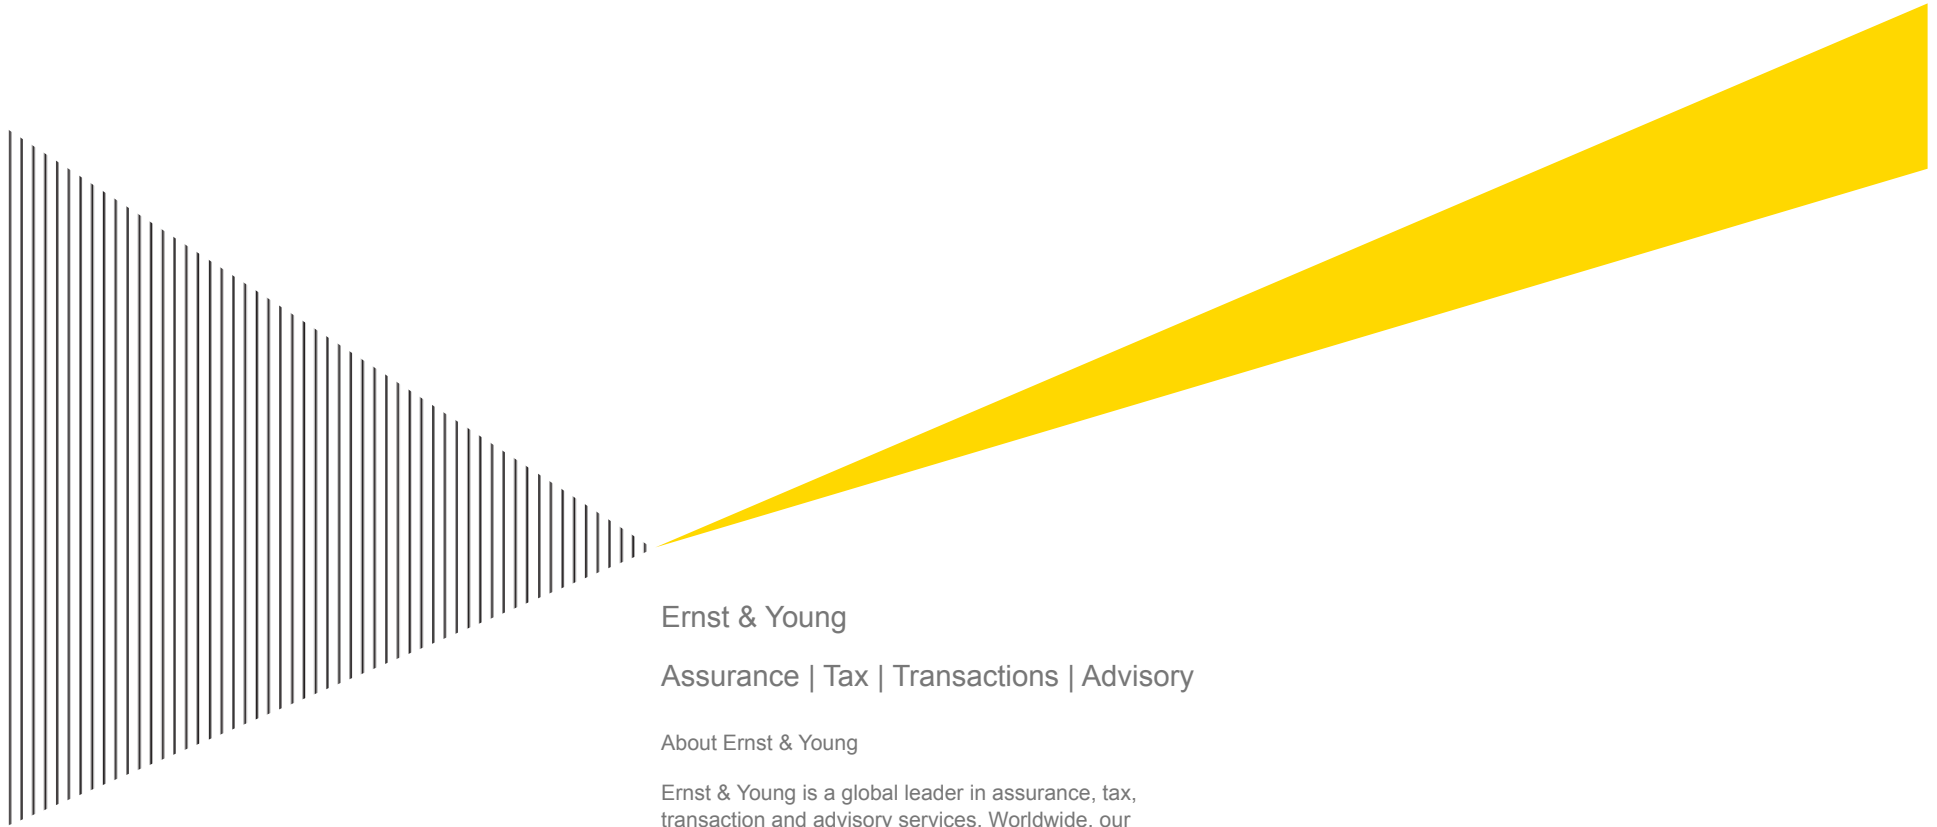 Ernst & Young
Assurance | Tax | Transactions | Advisory
About Ernst & Young
Ernst & Young is a global leader in assurance, tax,
transaction and advisory services. Worldwide, our